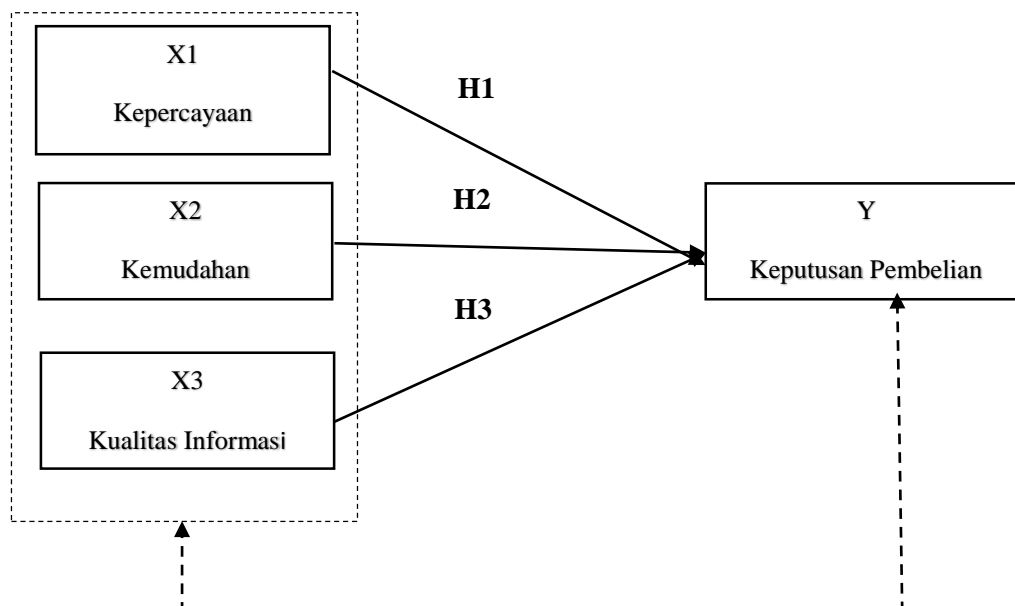 X1
Kepercayaan
H1
X2
Kemudahan
H2
Y
Keputusan Pembelian
H3
X3
Kualitas Informasi